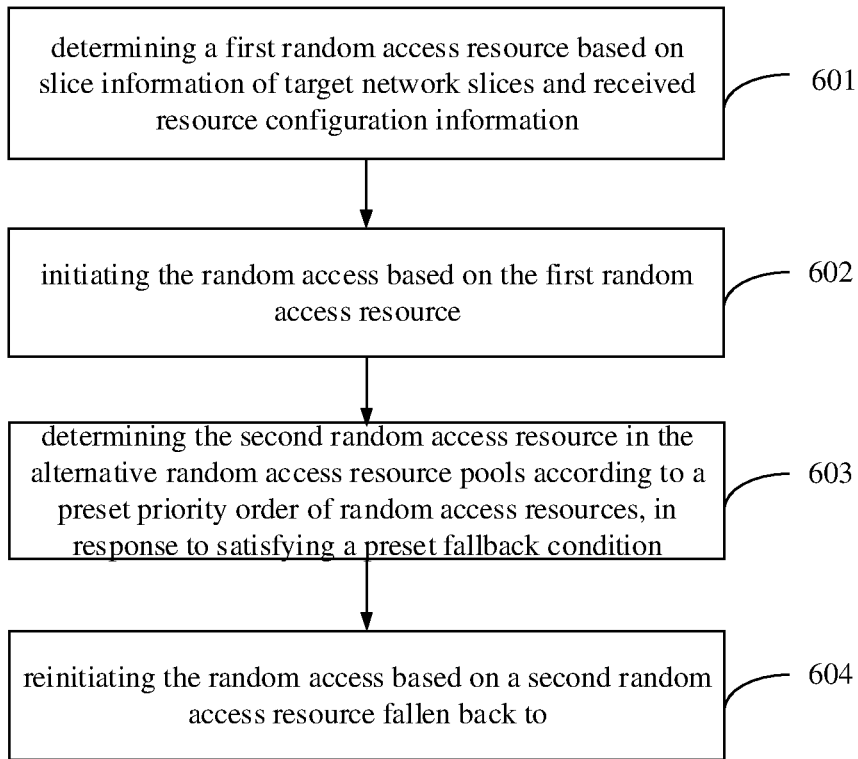 determining a first random access resource based on
slice information of target network slices and received
resource configuration information
601
initiating the random access based on the first random
access resource
602
determining the second random access resource in the
alternative random access resource pools according to a
preset priority order of random access resources, in
response to satisfying a preset fallback condition
603
reinitiating the random access based on a second random
access resource fallen back to
604